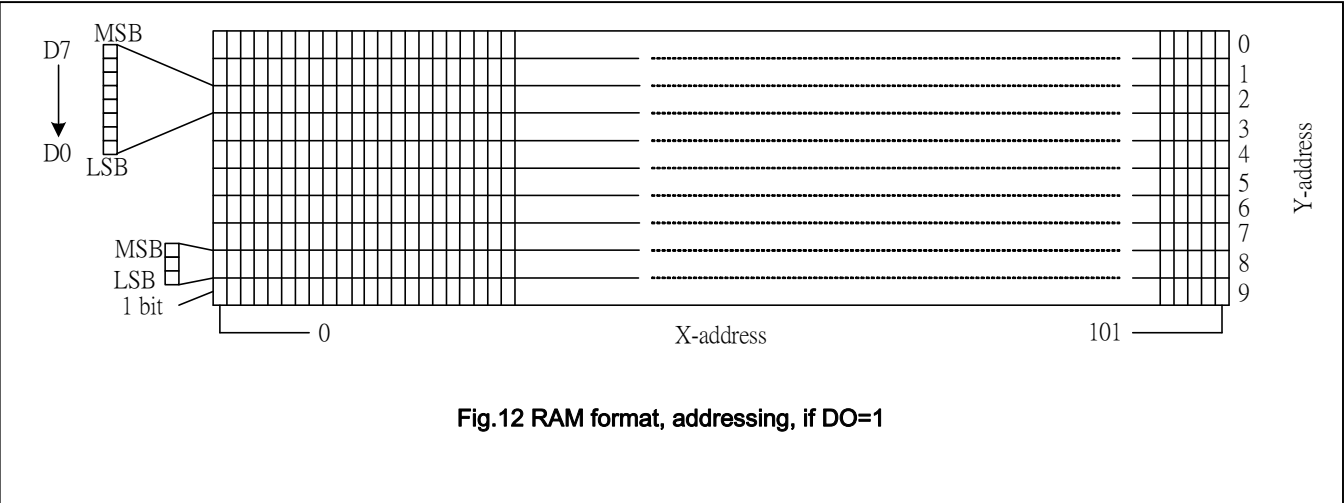 MSB
D7
D0
LSB
MSB
LSB
1 bit
0
1
2
3
4
5
6
7
8
9
Y-address
0
X-address
101
Fig.12 RAM format, addressing, if DO=1